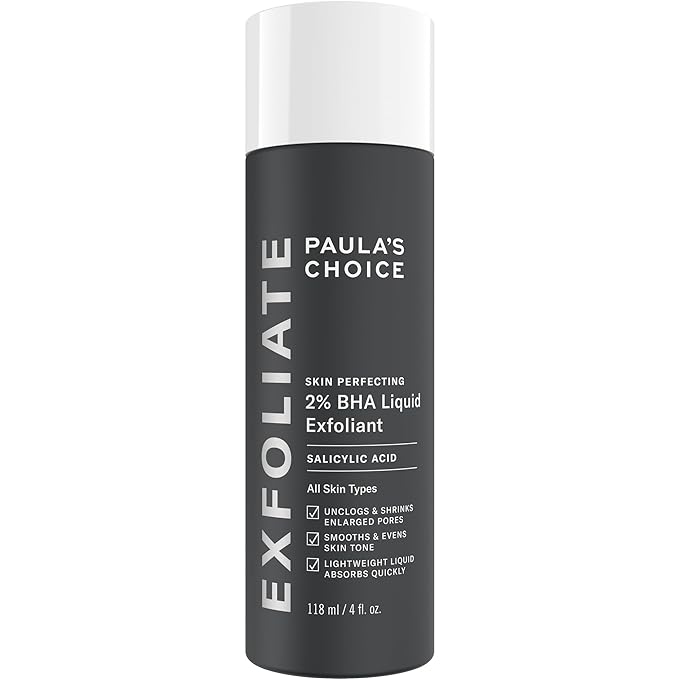 EXFOLIATE
PAULA'S
CHOICE
SKIN PERFECTING
2% BHA Liquid
Exfoliant
SALICYLIC ACID
All Skin Types
☑ UNCLOGS & SHRINKS
ENLARGED PORES
☑ SMOOTHS & EVENS
SKIN TONE
☑ LIGHTWEIGHT LIQUID
ABSORBS QUICKLY
118 ml / 4 fl. oz.